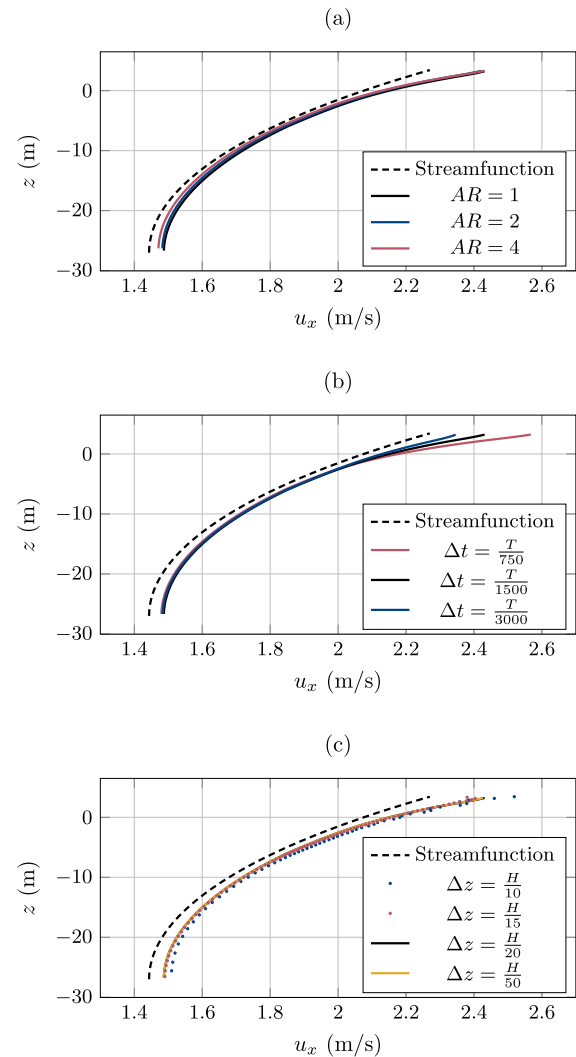 (a)
0
−10
−20
−30
z (m)
1.4 1.6 1.8 2 2.2 2.4 2.6
u_x (m/s)
Streamfunction
AR = 1
AR = 2
AR = 4
(b)
0
−10
−20
−30
z (m)
1.4 1.6 1.8 2 2.2 2.4 2.6
u_x (m/s)
Streamfunction
Δt = T/750
Δt = T/1500
Δt = T/3000
(c)
0
−10
−20
−30
z (m)
1.4 1.6 1.8 2 2.2 2.4 2.6
u_x (m/s)
Streamfunction
Δz = H/10
Δz = H/15
Δz = H/20
Δz = H/50